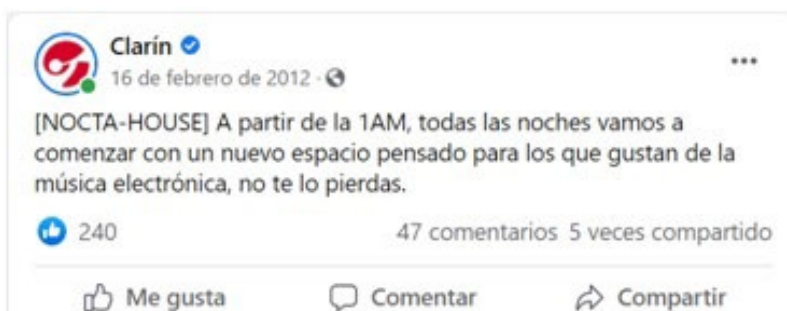 Clarín
16 de febrero de 2012 ·
[NOCTA-HOUSE] A partir de la 1AM, todas las noches vamos a
comenzar con un nuevo espacio pensado para los que gustan de la
música electrónica, no te lo pierdas.
240 47 comentarios 5 veces compartido
Me gusta Comentar Compartir